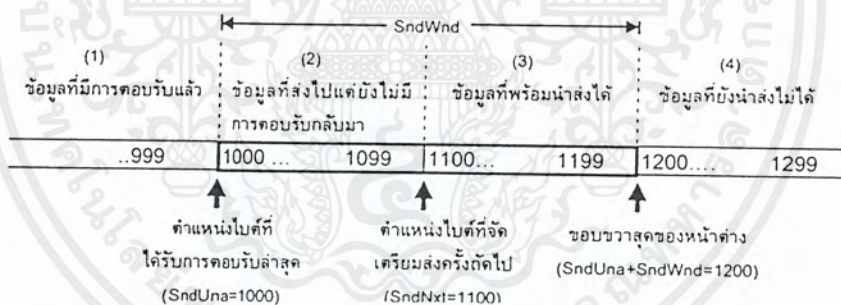 SndWnd
(1)
ข้อมูลที่มีการตอบรับแล้ว
(2)
ข้อมูลที่ส่งไปแต่ยังไม่มี
การตอบรับกลับมา
(3)
ข้อมูลที่พร้อมนำส่งได้
(4)
ข้อมูลที่ยังนำส่งไม่ได้
..999 1000 ... 1099 1100... 1199 1200.... 1299
ตำแหน่งไบต์ที่
ได้รับการตอบรับล่าสุด
(SndUna=1000)
ตำแหน่งไบต์ที่จัด
เตรียมส่งครั้งถัดไป
(SndNxt=1100)
ขอบขวาสุดของหน้าต่าง
(SndUna+SndWnd=1200)